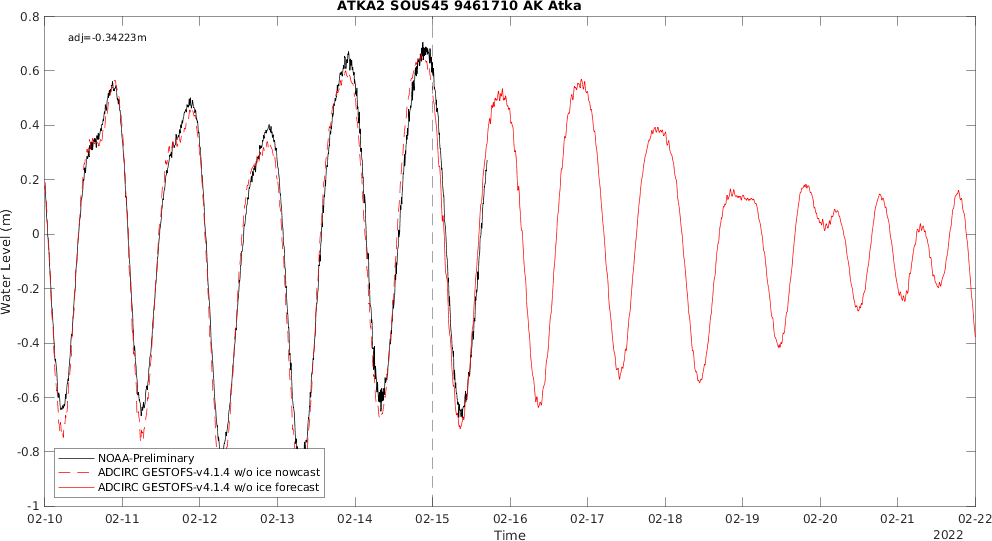 ATKA2 SOUS45 9461710 AK Atka
adj=-0.34223m
0.8
0.6
0.4
0.2
0
-0.2
-0.4
-0.6
-0.8
-1
Water Level (m)
NOAA-Preliminary
ADCIRC GESTOFS-v4.1.4 w/o ice nowcast
ADCIRC GESTOFS-v4.1.4 w/o ice forecast
02-10 02-11 02-12 02-13 02-14 02-15 02-16 02-17 02-18 02-19 02-20 02-21 02-22
Time
2022